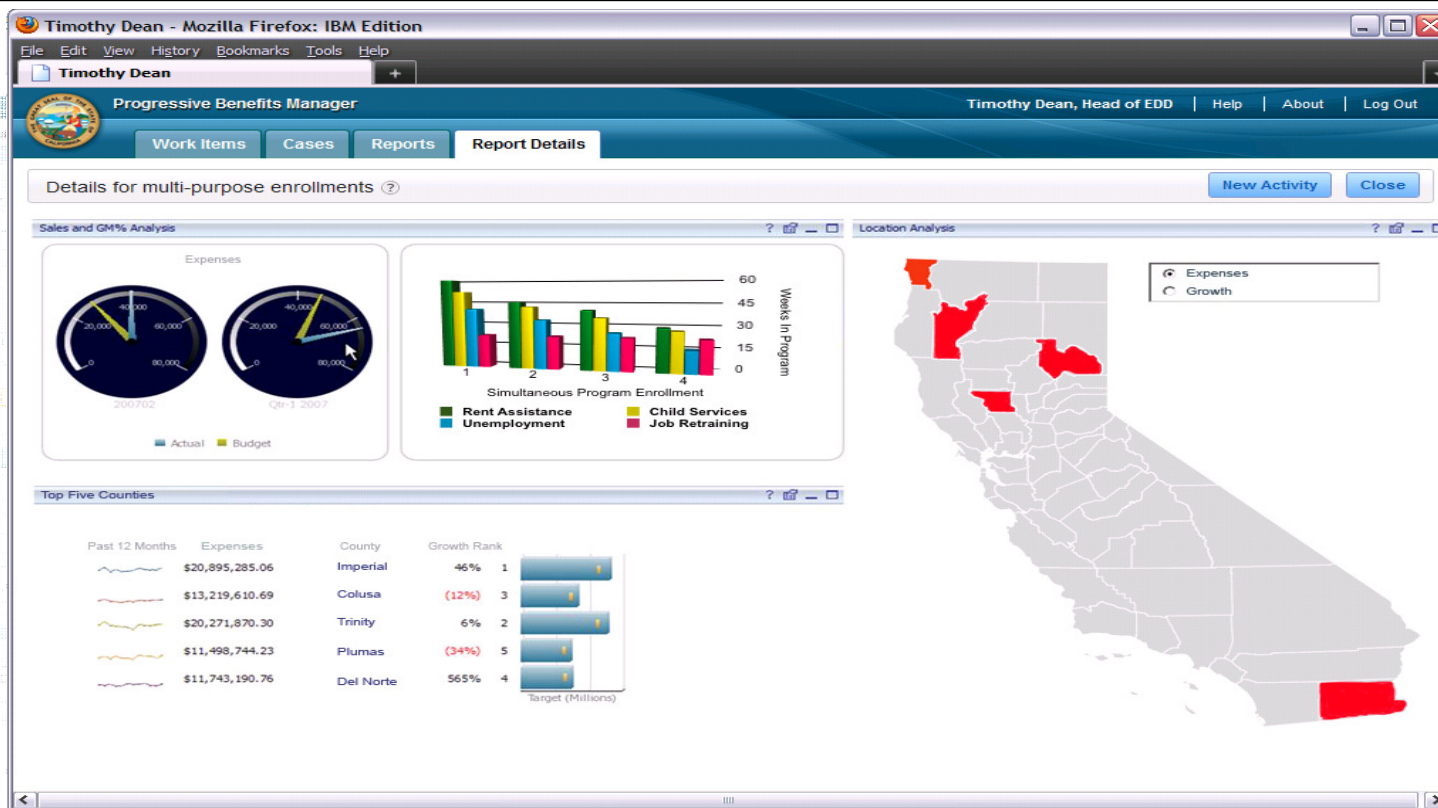 Timothy Dean - Mozilla Firefox: IBM Edition
File Edit View History Bookmarks Tools Help
Timothy Dean +
Progressive Benefits Manager
Timothy Dean, Head of EDD | Help | About | Log Out
Work Items Cases Reports Report Details
Details for multi-purpose enrollments ?
New Activity Close
Sales and GM% Analysis
Expenses
0 20,000 40,000 60,000 80,000
200702
0 20,000 40,000 60,000 80,000
Qtr-1 2007
Actual Budget
60
45
30
15
0
Weeks In Program
1 2 3 4
Simultaneous Program Enrollment
Rent Assistance Child Services
Unemployment Job Retraining
Location Analysis
Expenses
Growth
Top Five Counties
Past 12 Months Expenses County Growth Rank
$20,895,285.06 Imperial 46% 1
$13,219,610.69 Colusa (12%) 3
$20,271,870.30 Trinity 6% 2
$11,498,744.23 Plumas (34%) 5
$11,743,190.76 Del Norte 565% 4
Target (Millions)